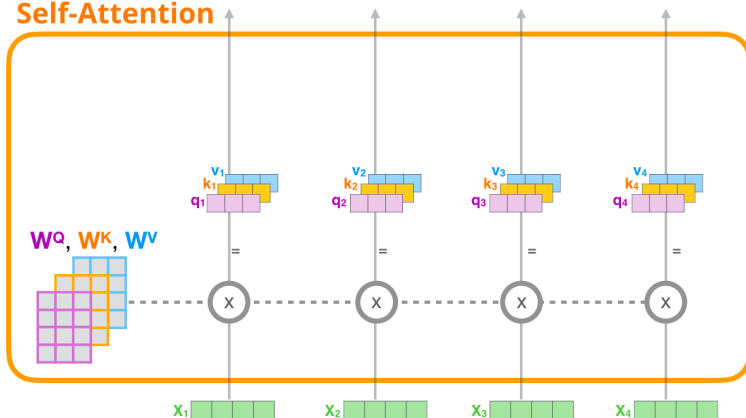 Self-Attention
v₁ v₂ v₃ v₄
k₁ k₂ k₃ k₄
q₁ q₂ q₃ q₄
= = = =
Wᴼ, Wᴷ, Wⱽ
X X X X
X₁ X₂ X₃ X₄